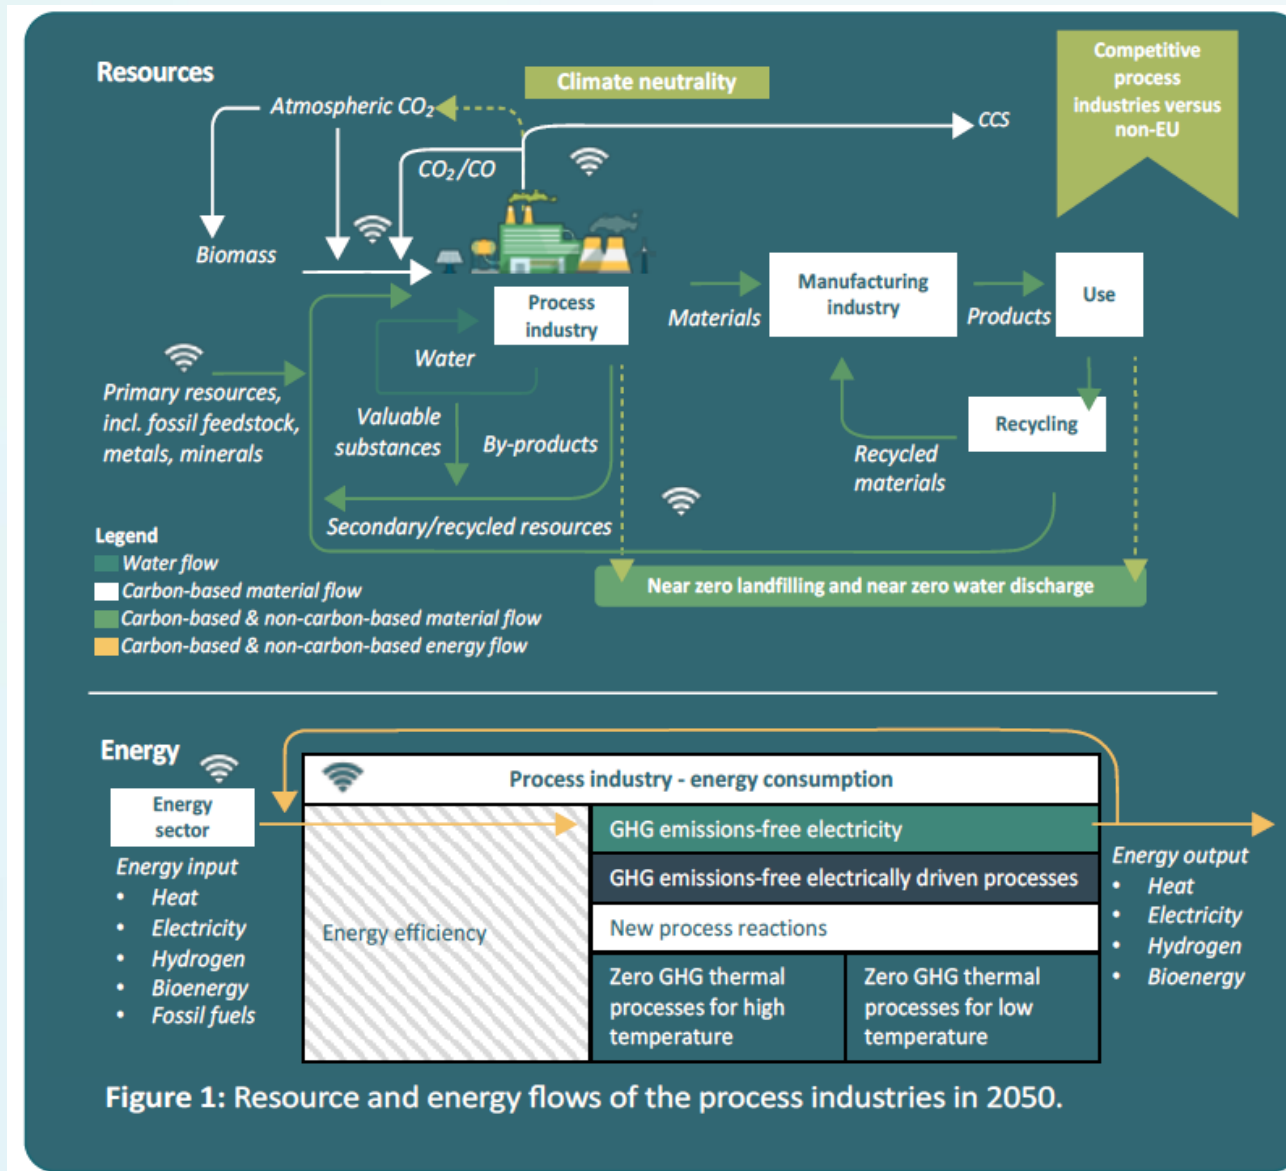 Resources
Climate neutrality
Competitive
process
industries versus
non-EU
Atmospheric CO₂
CCS
CO₂/CO
Biomass
Process
industry
Materials
Manufacturing
industry
Products
Use
Water
Primary resources,
incl. fossil feedstock,
metals, minerals
Valuable
substances
By-products
Recycling
Recycled
materials
Secondary/recycled resources
Legend
Water flow
Carbon-based material flow
Carbon-based & non-carbon-based material flow
Carbon-based & non-carbon-based energy flow
Near zero landfilling and near zero water discharge
Energy
Energy
sector
Energy input
• Heat
• Electricity
• Hydrogen
• Bioenergy
• Fossil fuels
Process industry - energy consumption
Energy efficiency
GHG emissions-free electricity
GHG emissions-free electrically driven processes
New process reactions
Zero GHG thermal
processes for high
temperature
Zero GHG thermal
processes for low
temperature
Energy output
• Heat
• Electricity
• Hydrogen
• Bioenergy
Figure 1: Resource and energy flows of the process industries in 2050.